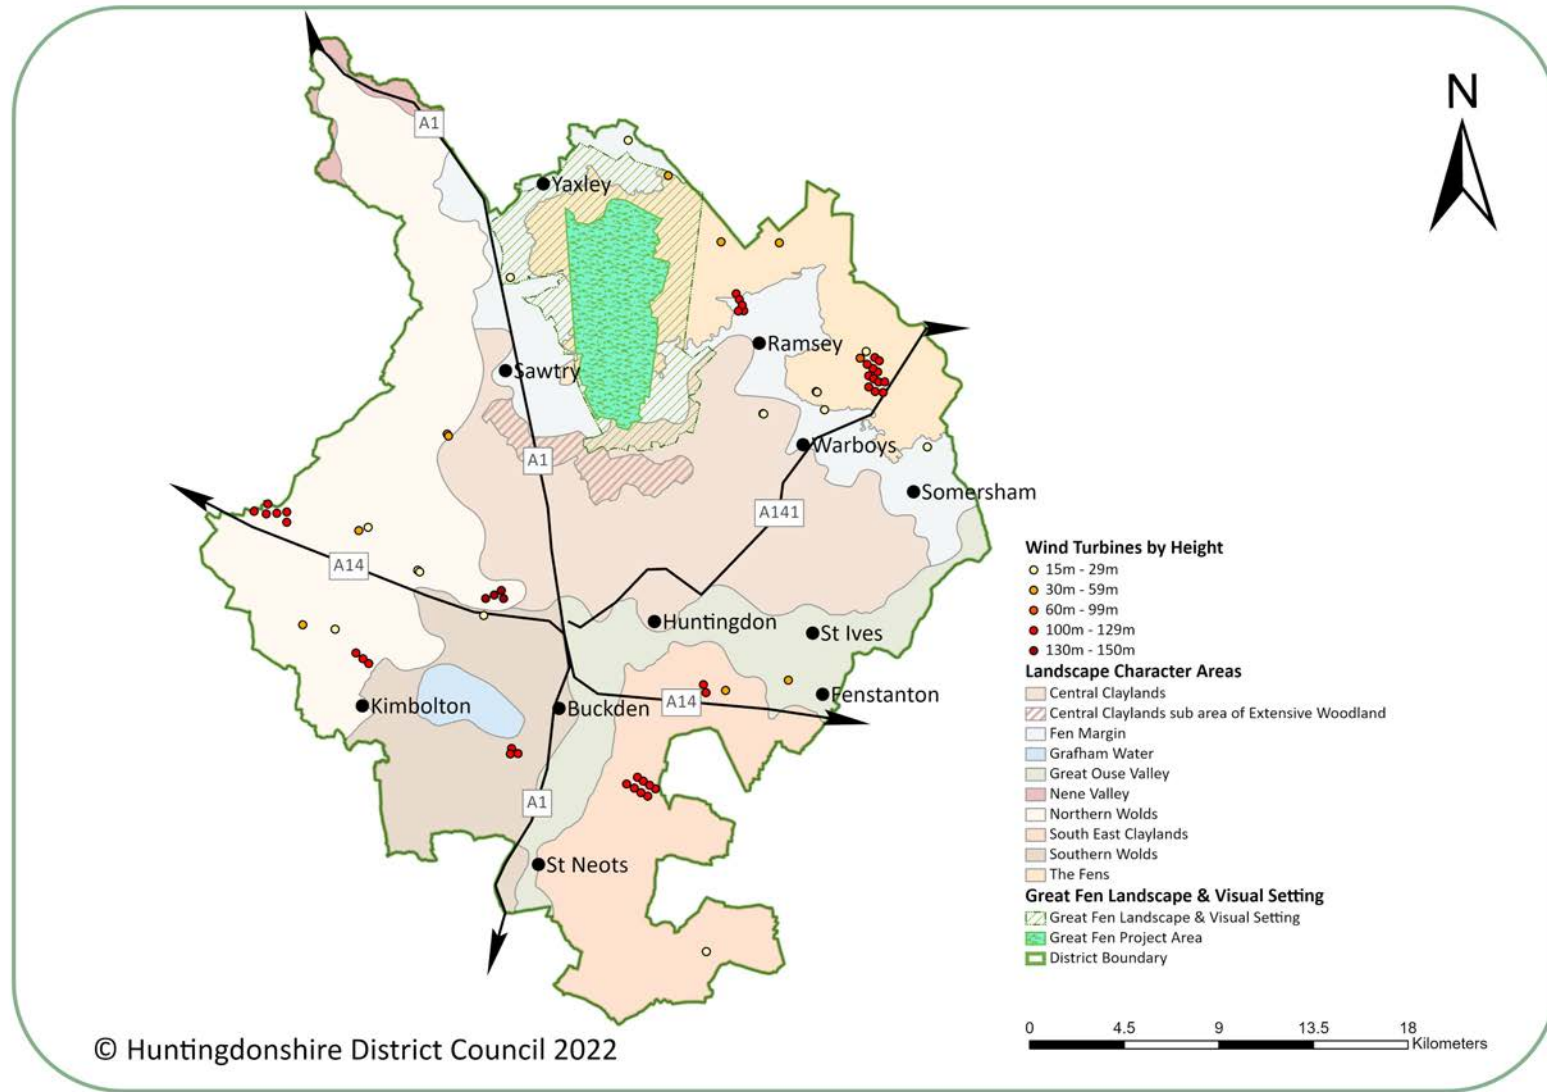 N
A1
Yaxley
Ramsey
Sawtry
A1
Warboys
Somersham
A141
A14
Huntingdon
St Ives
Kimbolton
Buckden
A14
Fenstanton
A1
St Neots
Wind Turbines by Height
15m - 29m
30m - 59m
60m - 99m
100m - 129m
130m - 150m
Landscape Character Areas
Central Claylands
Central Claylands sub area of Extensive Woodland
Fen Margin
Grafham Water
Great Ouse Valley
Nene Valley
Northern Wolds
South East Claylands
Southern Wolds
The Fens
Great Fen Landscape & Visual Setting
Great Fen Landscape & Visual Setting
Great Fen Project Area
District Boundary
0 4.5 9 13.5 18
Kilometers
© Huntingdonshire District Council 2022